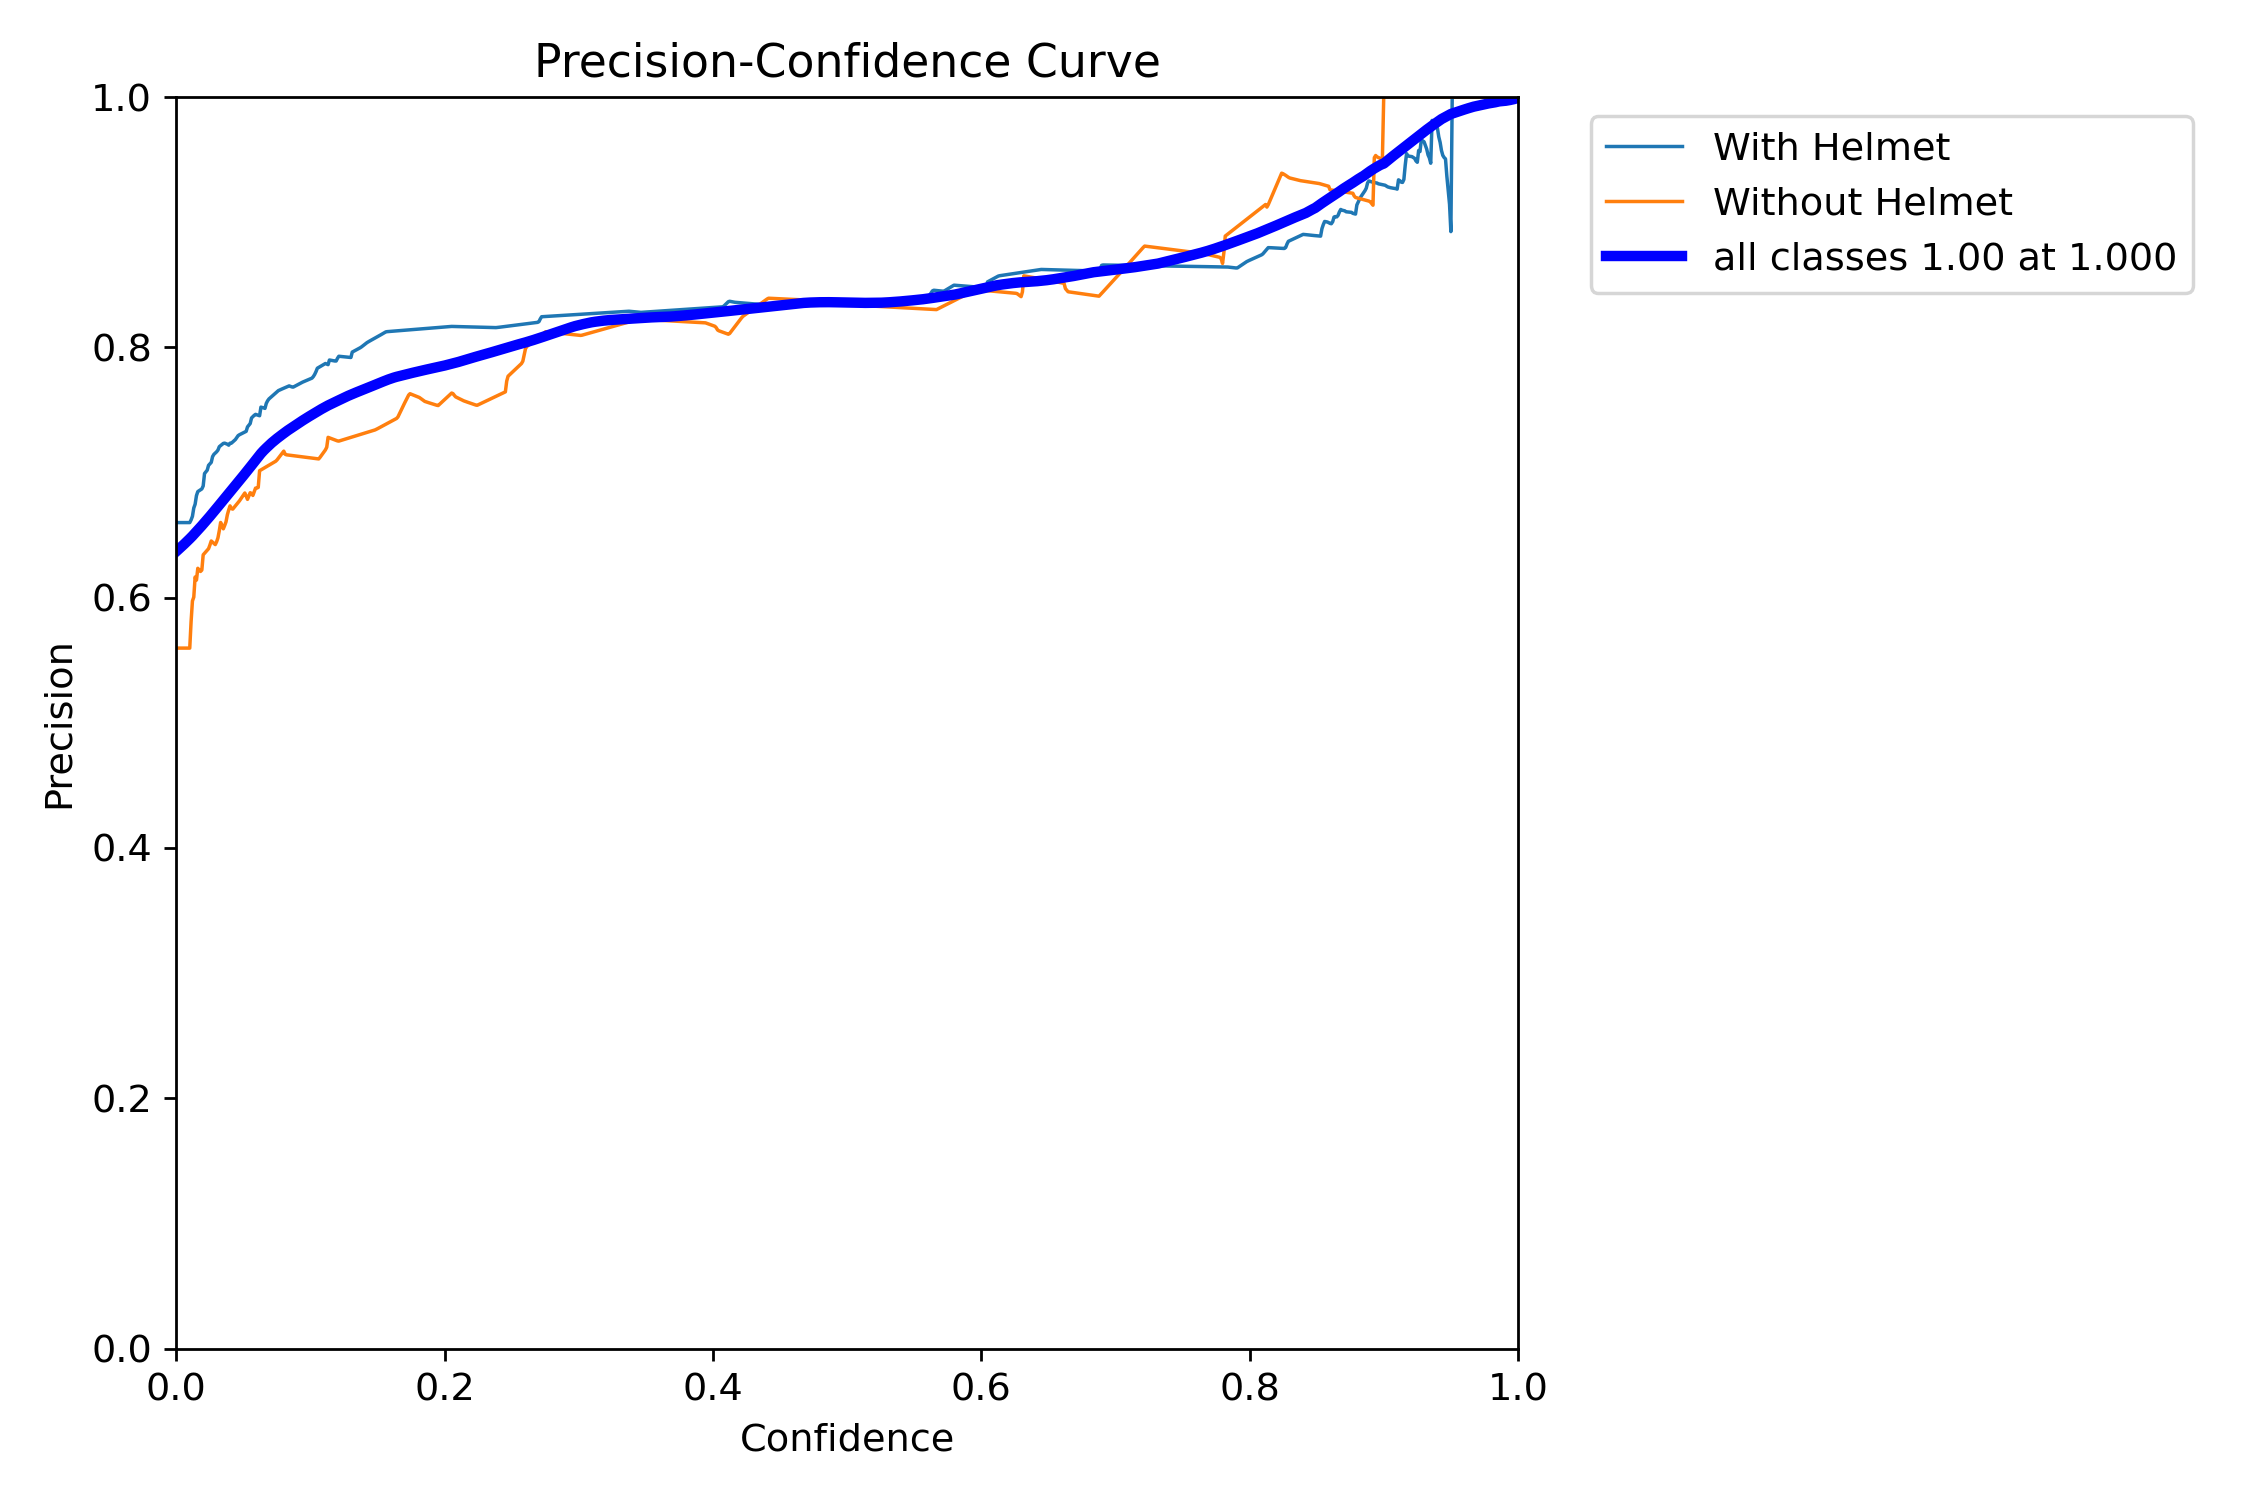 Precision-Confidence Curve
With Helmet
Without Helmet
all classes 1.00 at 1.000
1.0
0.8
0.6
0.4
0.2
0.0
Precision
0.0 0.2 0.4 0.6 0.8 1.0
Confidence